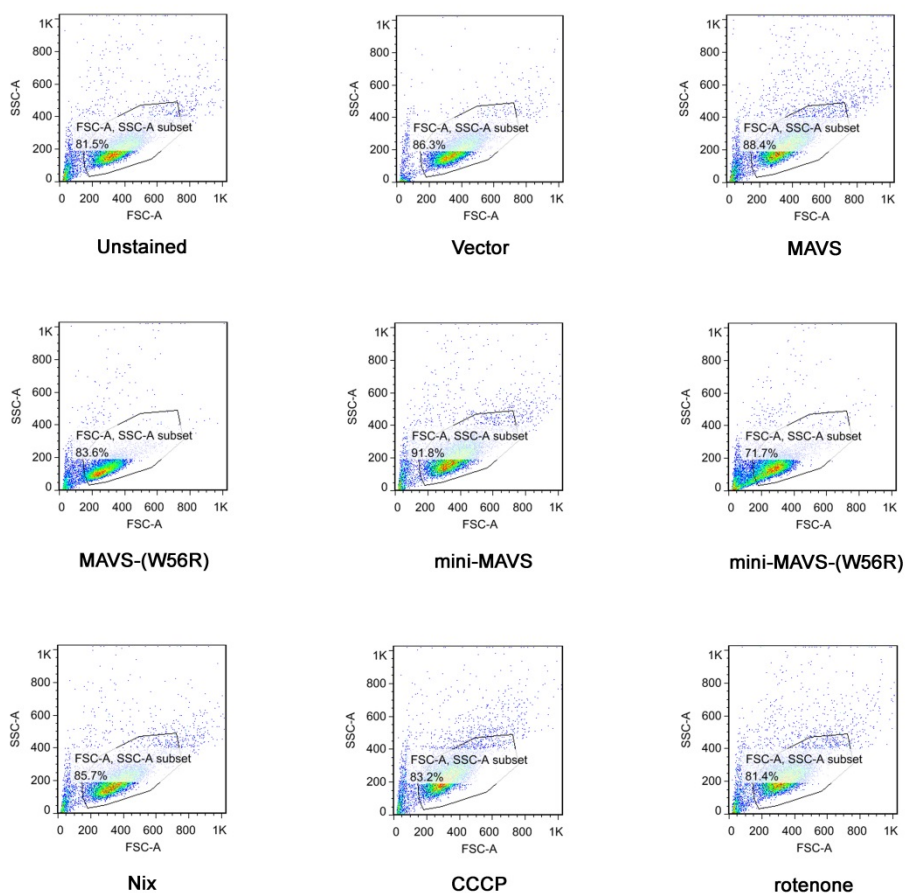 1K
800
600
400
200
0
SSC-A
FSC-A, SSC-A subset
81.5%
0 200 400 600 800 1K
FSC-A
Unstained
1K
800
600
400
200
0
SSC-A
FSC-A, SSC-A subset
86.3%
0 200 400 600 800 1K
FSC-A
Vector
1K
800
600
400
200
0
SSC-A
FSC-A, SSC-A subset
88.4%
0 200 400 600 800 1K
FSC-A
MAVS
1K
800
600
400
200
0
SSC-A
FSC-A, SSC-A subset
83.6%
0 200 400 600 800 1K
FSC-A
MAVS-(W56R)
1K
800
600
400
200
0
SSC-A
FSC-A, SSC-A subset
91.8%
0 200 400 600 800 1K
FSC-A
mini-MAVS
1K
800
600
400
200
0
SSC-A
FSC-A, SSC-A subset
71.7%
0 200 400 600 800 1K
FSC-A
mini-MAVS-(W56R)
1K
800
600
400
200
0
SSC-A
FSC-A, SSC-A subset
85.7%
0 200 400 600 800 1K
FSC-A
Nix
1K
800
600
400
200
0
SSC-A
FSC-A, SSC-A subset
83.2%
0 200 400 600 800 1K
FSC-A
CCCP
1K
800
600
400
200
0
SSC-A
FSC-A, SSC-A subset
81.4%
0 200 400 600 800 1K
FSC-A
rotenone